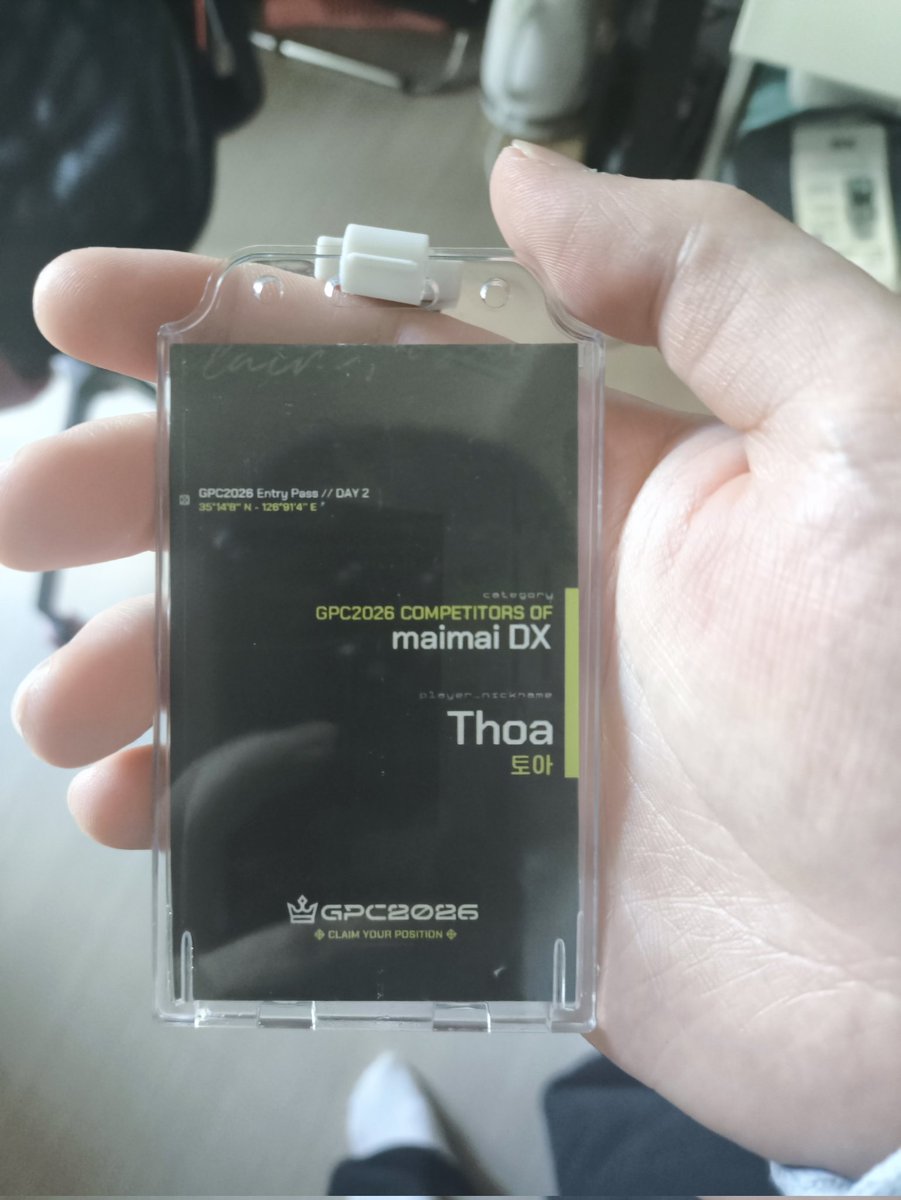 GPC2026 Entry Pass // DAY 2
35°14'8" N - 126°91'4" E
category
GPC2026 COMPETITORS OF
maimai DX
player_nickname
Thoa
토아
GPC2026
CLAIM YOUR POSITION